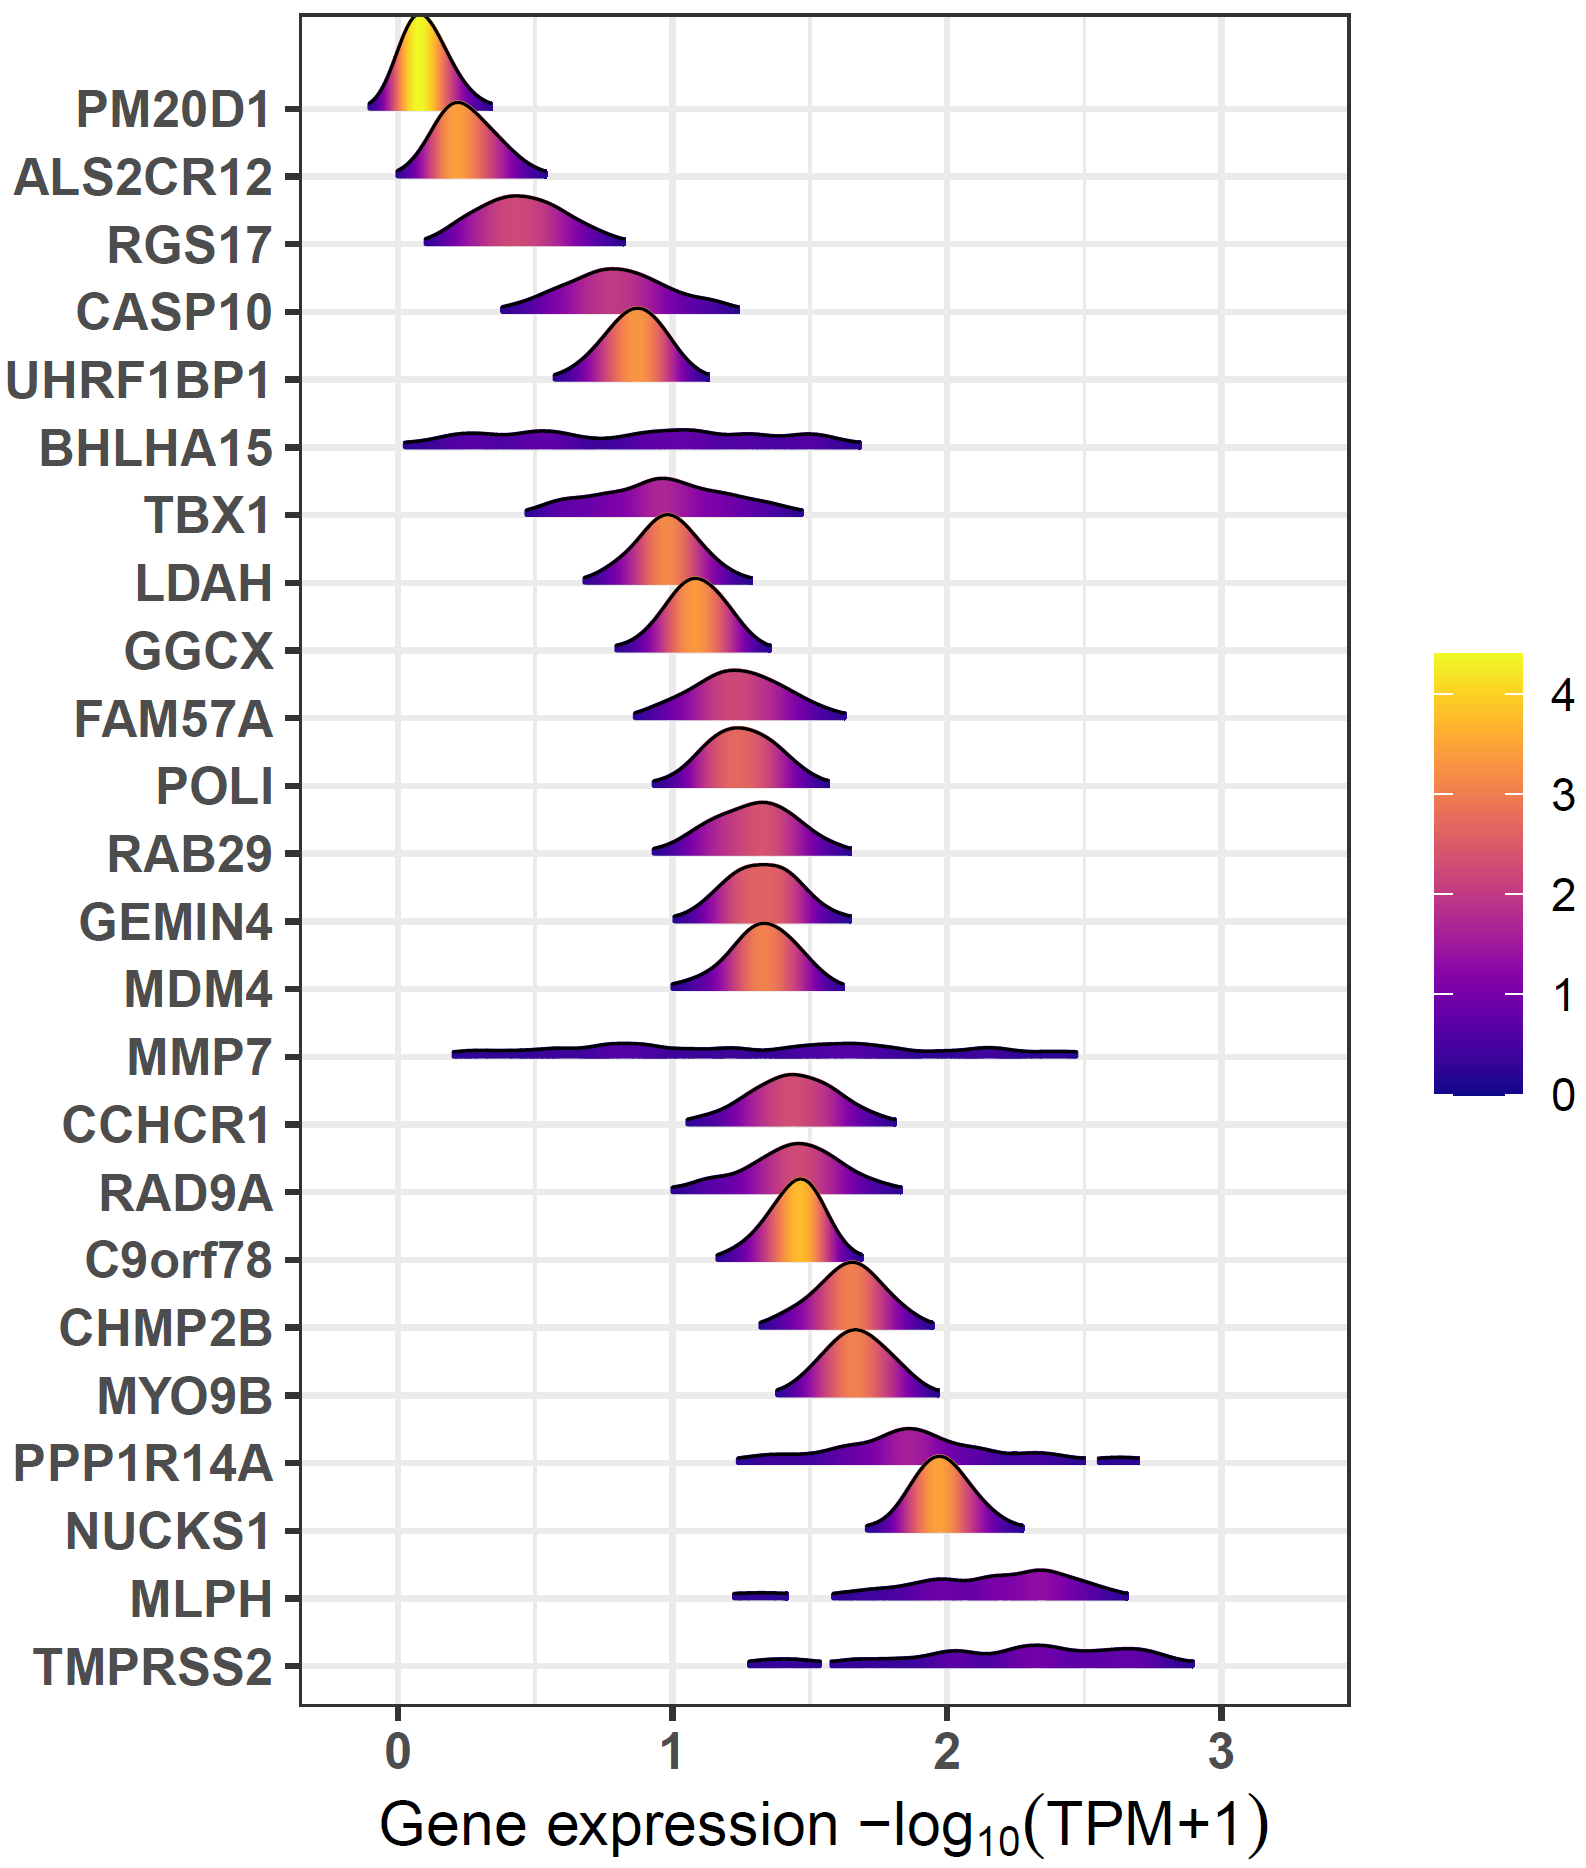 PM20D1
ALS2CR12
RGS17
CASP10
UHRF1BP1
BHLHA15
TBX1
LDAH
GGCX
FAM57A
POLI
RAB29
GEMIN4
MDM4
MMP7
CCHCR1
RAD9A
C9orf78
CHMP2B
MYO9B
PPP1R14A
NUCKS1
MLPH
TMPRSS2
0 1 2 3
Gene expression −log10(TPM+1)
4
3
2
1
0